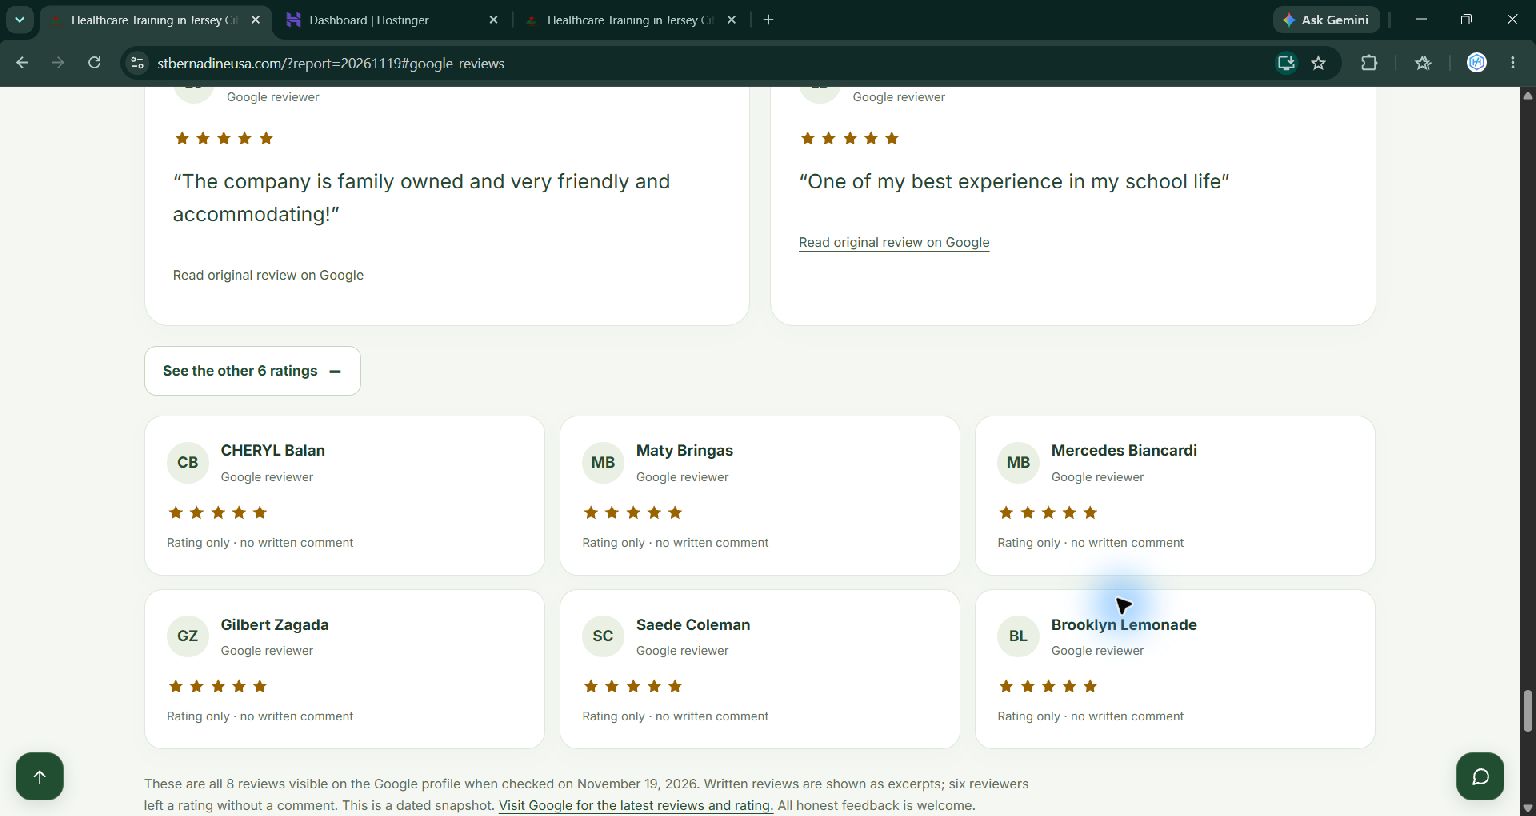 Healthcare Training in Jersey Ci
Dashboard | Hostinger
Healthcare Training in Jersey Ci
Ask Gemini
stbernadineusa.com/?report=20261119#google_reviews
Google reviewer
Google reviewer
“The company is family owned and very friendly and
accommodating!”
Read original review on Google
“One of my best experience in my school life”
Read original review on Google
See the other 6 ratings –
CB
CHERYL Balan
Google reviewer
Rating only · no written comment
MB
Maty Bringas
Google reviewer
Rating only · no written comment
MB
Mercedes Biancardi
Google reviewer
Rating only · no written comment
GZ
Gilbert Zagada
Google reviewer
Rating only · no written comment
SC
Saede Coleman
Google reviewer
Rating only · no written comment
BL
Brooklyn Lemonade
Google reviewer
Rating only · no written comment
These are all 8 reviews visible on the Google profile when checked on November 19, 2026. Written reviews are shown as excerpts; six reviewers
left a rating without a comment. This is a dated snapshot. Visit Google for the latest reviews and rating. All honest feedback is welcome.